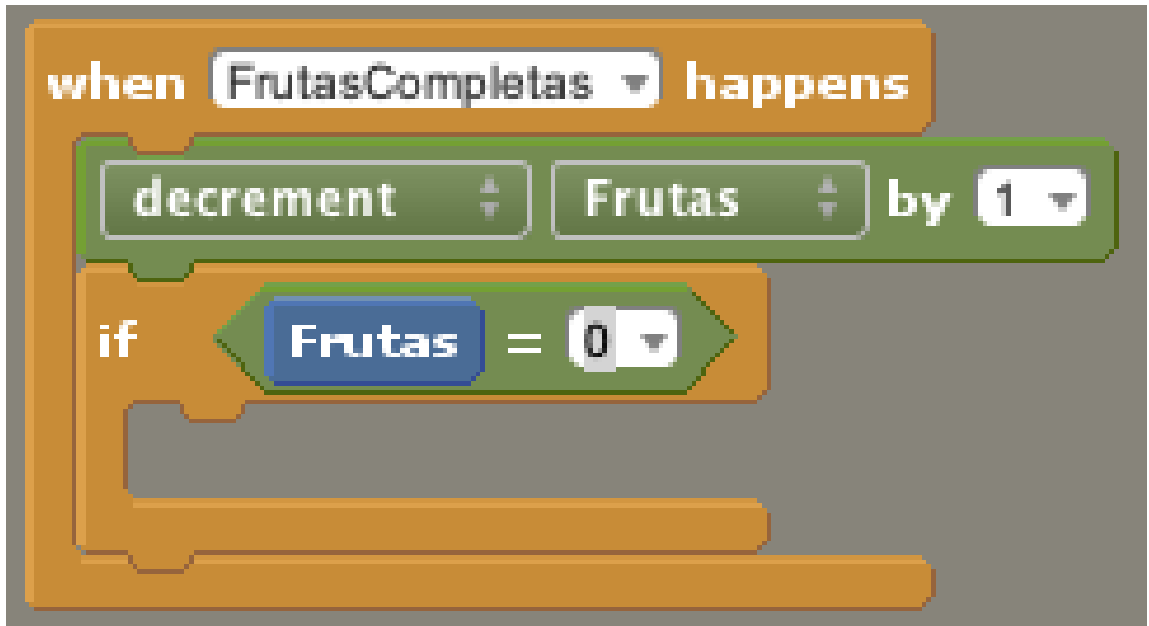 when FrutasCompletas happens
decrement Frutas by 1
if Frutas = 0